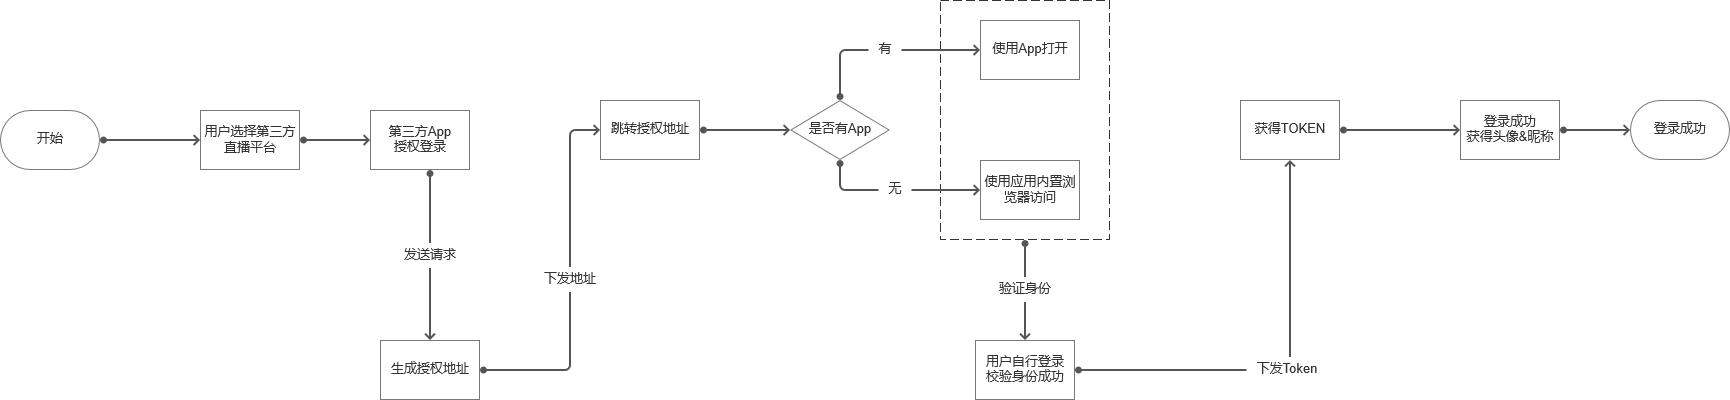 开始
用户选择第三方
直播平台
第三方App
授权登录
发送请求
生成授权地址
下发地址
跳转授权地址
是否有App
有
使用App打开
无
使用应用内置浏
览器访问
验证身份
用户自行登录
校验身份成功
下发Token
获得TOKEN
登录成功
获得头像&昵称
登录成功